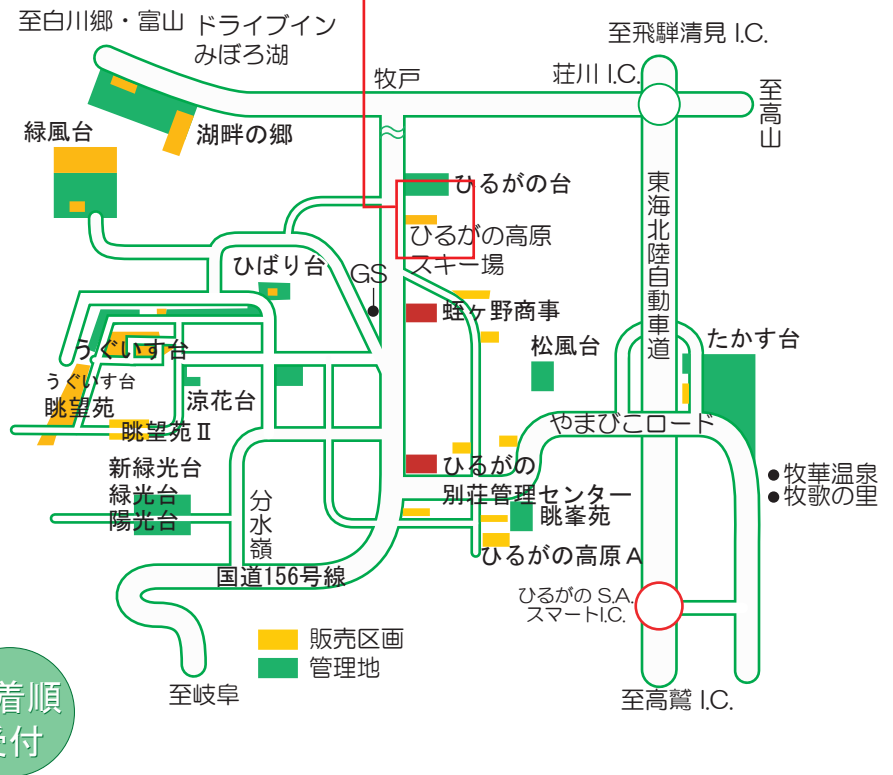 至白川郷・富山
ドライブイン
みぼろ湖
牧戸
荘川 I.C.
至飛騨清見 I.C.
至高山
緑風台
湖畔の郷
ひるがの台
ひるがの高原
スキー場
東海北陸自動車道
ひばり台
GS
蛭ヶ野商事
松風台
たかす台
うぐいす台
うぐいす台
眺望苑
涼花台
眺望苑Ⅱ
やまびこロード
新緑光台
緑光台
陽光台
分水嶺
ひるがの
別荘管理センター
眺峯苑
牧華温泉
牧歌の里
ひるがの高原A
国道156号線
ひるがの S.A.
スマートI.C.
販売区画
管理地
至岐阜
至高鷲 I.C.
着順
受付